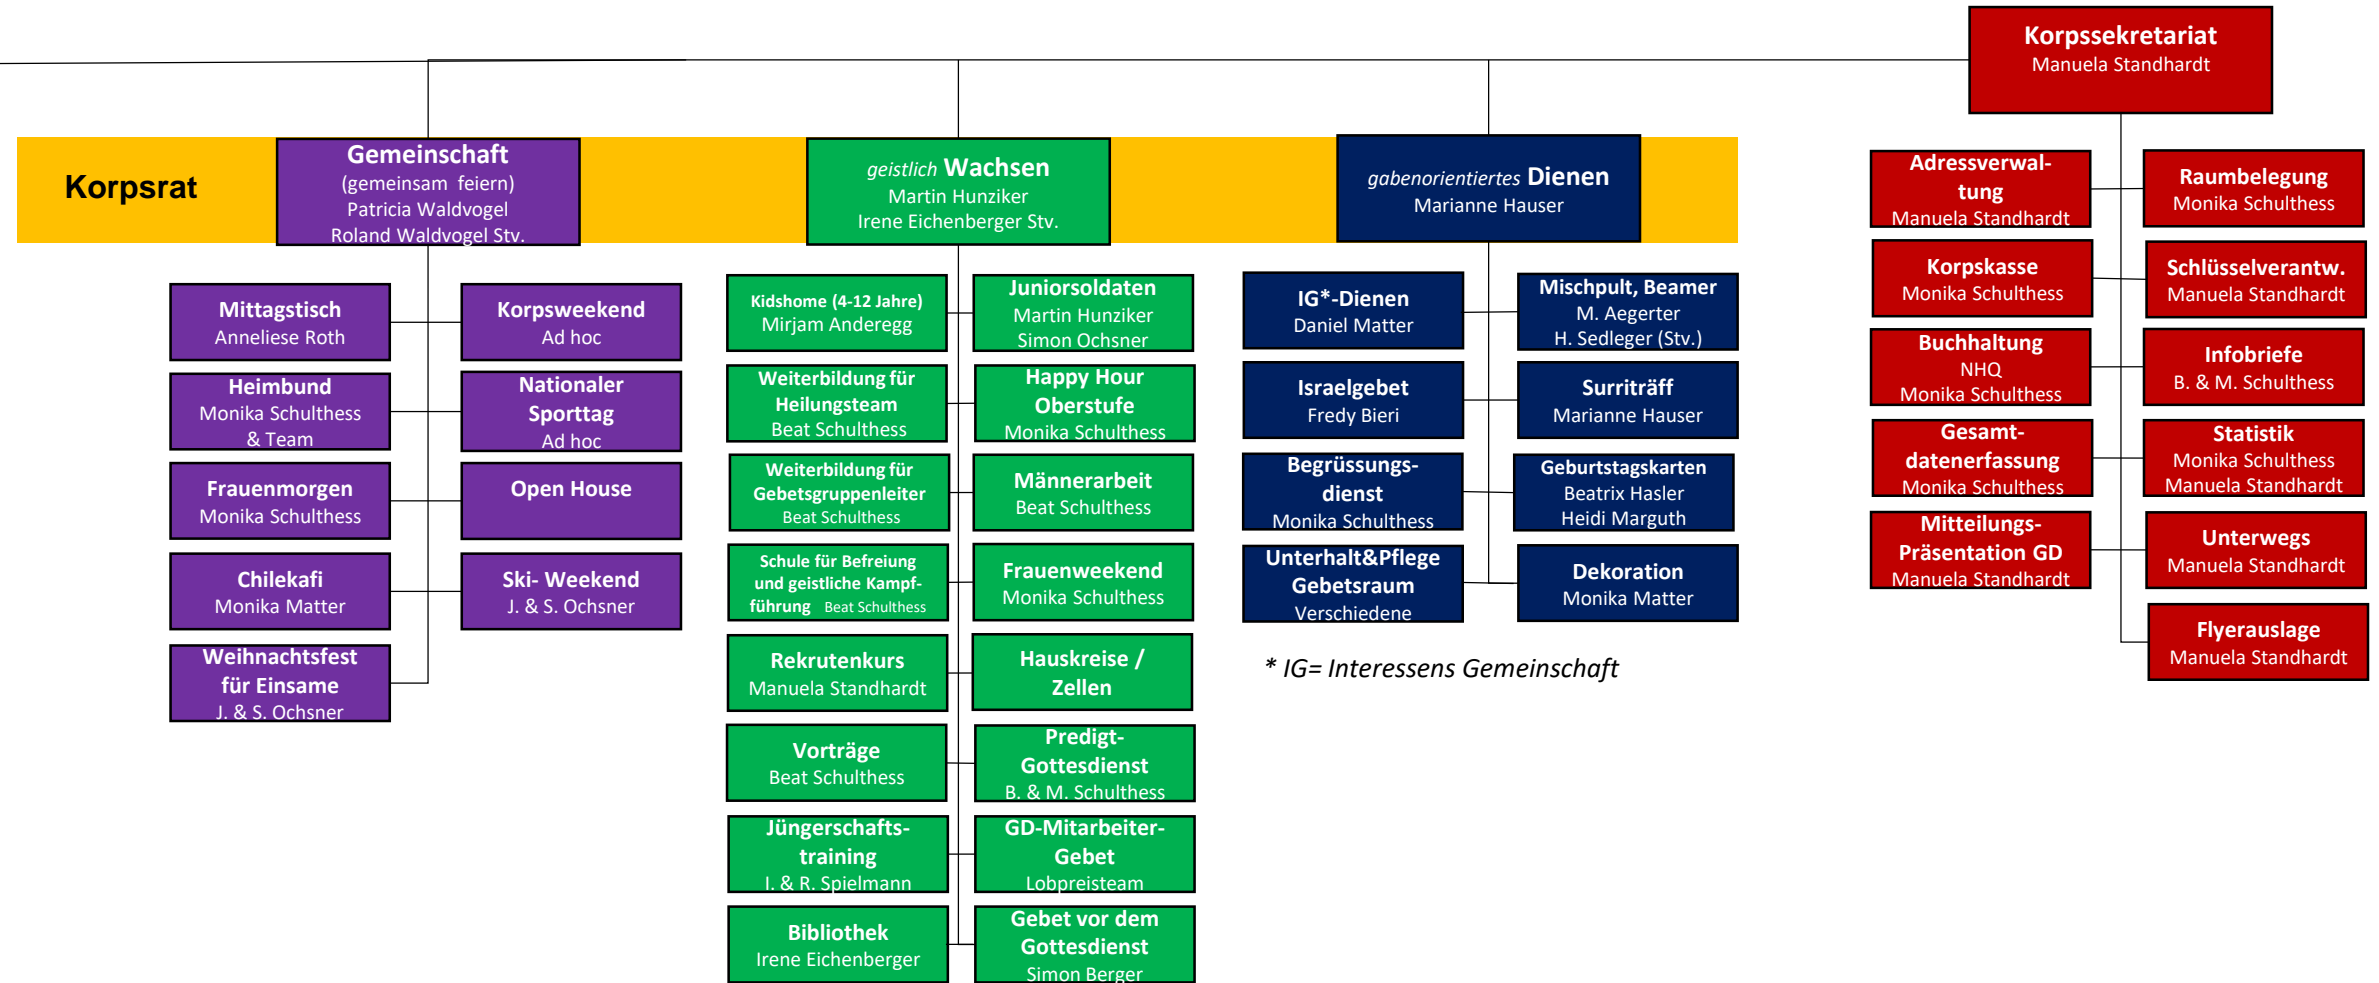 Korpssekretariat
Manuela Standhardt
Korpsrat
Gemeinschaft
(gemeinsam feiern)
Patricia Waldvogel
Roland Waldvogel Stv.
geistlich Wachsen
Martin Hunziker
Irene Eichenberger Stv.
gabenorientiertes Dienen
Marianne Hauser
Mittagstisch
Anneliese Roth
Korpsweekend
Ad hoc
Heimbund
Monika Schulthess
& Team
Nationaler
Sporttag
Ad hoc
Frauenmorgen
Monika Schulthess
Open House
Chilekafi
Monika Matter
Ski- Weekend
J. & S. Ochsner
Weihnachtsfest
für Einsame
J. & S. Ochsner
Kidshome (4-12 Jahre)
Mirjam Anderegg
Juniorsoldaten
Martin Hunziker
Simon Ochsner
Weiterbildung für
Heilungsteam
Beat Schulthess
Happy Hour
Oberstufe
Monika Schulthess
Weiterbildung für
Gebetsgruppenleiter
Beat Schulthess
Männerarbeit
Beat Schulthess
Schule für Befreiung
und geistliche Kampf-
führung Beat Schulthess
Frauenweekend
Monika Schulthess
Rekrutenkurs
Manuela Standhardt
Hauskreise /
Zellen
Vorträge
Beat Schulthess
Predigt-
Gottesdienst
B. & M. Schulthess
Jüngerschafts-
training
I. & R. Spielmann
GD-Mitarbeiter-
Gebet
Lobpreisteam
Bibliothek
Irene Eichenberger
Gebet vor dem
Gottesdienst
Simon Berger
IG*-Dienen
Daniel Matter
Mischpult, Beamer
M. Aegerter
H. Sedleger (Stv.)
Israelgebet
Fredy Bieri
Surriträff
Marianne Hauser
Begrüssungs-
dienst
Monika Schulthess
Geburtstagskarten
Beatrix Hasler
Heidi Marguth
Unterhalt&Pflege
Gebetsraum
Verschiedene
Dekoration
Monika Matter
* IG= Interessens Gemeinschaft
Adressverwal-
tung
Manuela Standhardt
Raumbelegung
Monika Schulthess
Korpskasse
Monika Schulthess
Schlüsselverantw.
Manuela Standhardt
Buchhaltung
NHQ
Monika Schulthess
Infobriefe
B. & M. Schulthess
Gesamt-
datenerfassung
Monika Schulthess
Statistik
Monika Schulthess
Manuela Standhardt
Mitteilungs-
Präsentation GD
Manuela Standhardt
Unterwegs
Manuela Standhardt
Flyerauslage
Manuela Standhardt